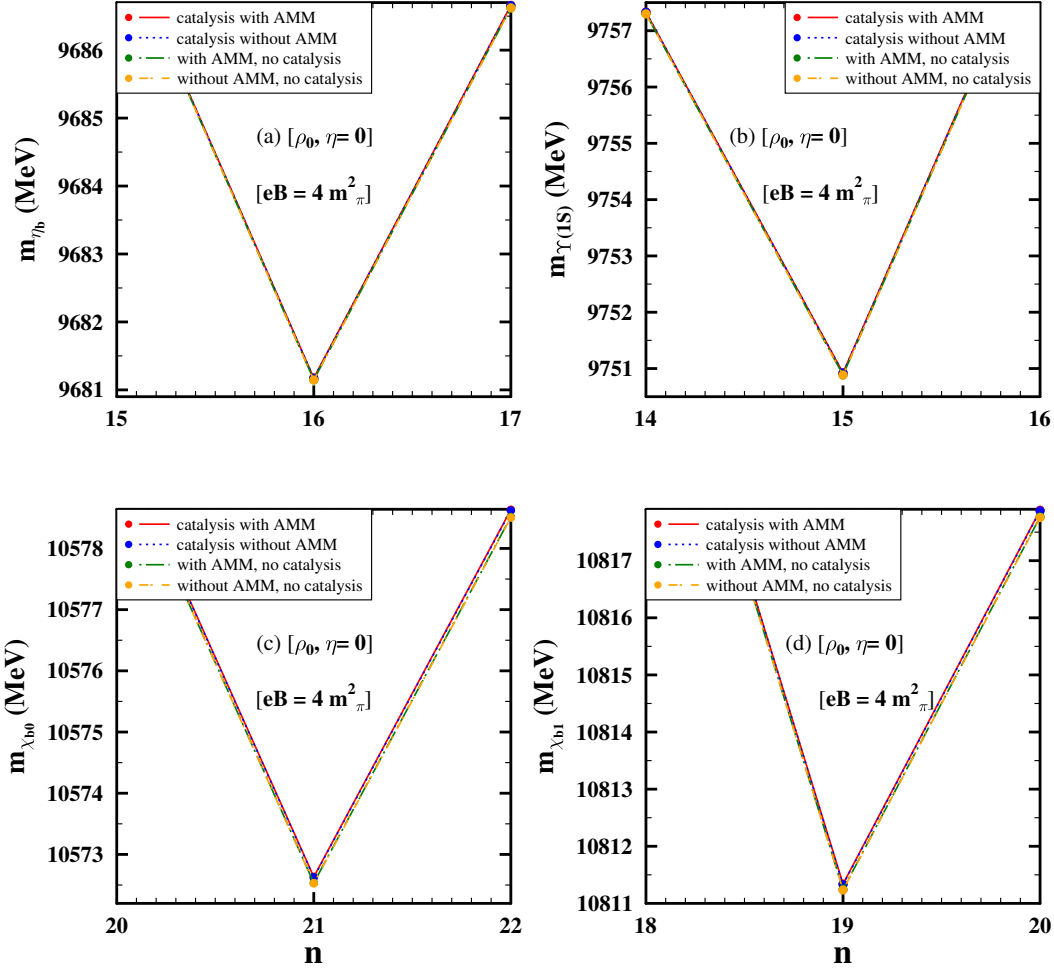 catalysis with AMM
catalysis without AMM
with AMM, no catalysis
without AMM, no catalysis
(a) [ρ₀, η= 0]
[eB = 4 m²π]
m_ηb (MeV)
9686
9685
9684
9683
9682
9681
15 16 17
catalysis with AMM
catalysis without AMM
with AMM, no catalysis
without AMM, no catalysis
(b) [ρ₀, η= 0]
[eB = 4 m²π]
m_Υ(1S) (MeV)
9757
9756
9755
9754
9753
9752
9751
14 15 16
catalysis with AMM
catalysis without AMM
with AMM, no catalysis
without AMM, no catalysis
(c) [ρ₀, η= 0]
[eB = 4 m²π]
m_χb0 (MeV)
10578
10577
10576
10575
10574
10573
20 21 22
n
catalysis with AMM
catalysis without AMM
with AMM, no catalysis
without AMM, no catalysis
(d) [ρ₀, η= 0]
[eB = 4 m²π]
m_χb1 (MeV)
10817
10816
10815
10814
10813
10812
10811
18 19 20
n